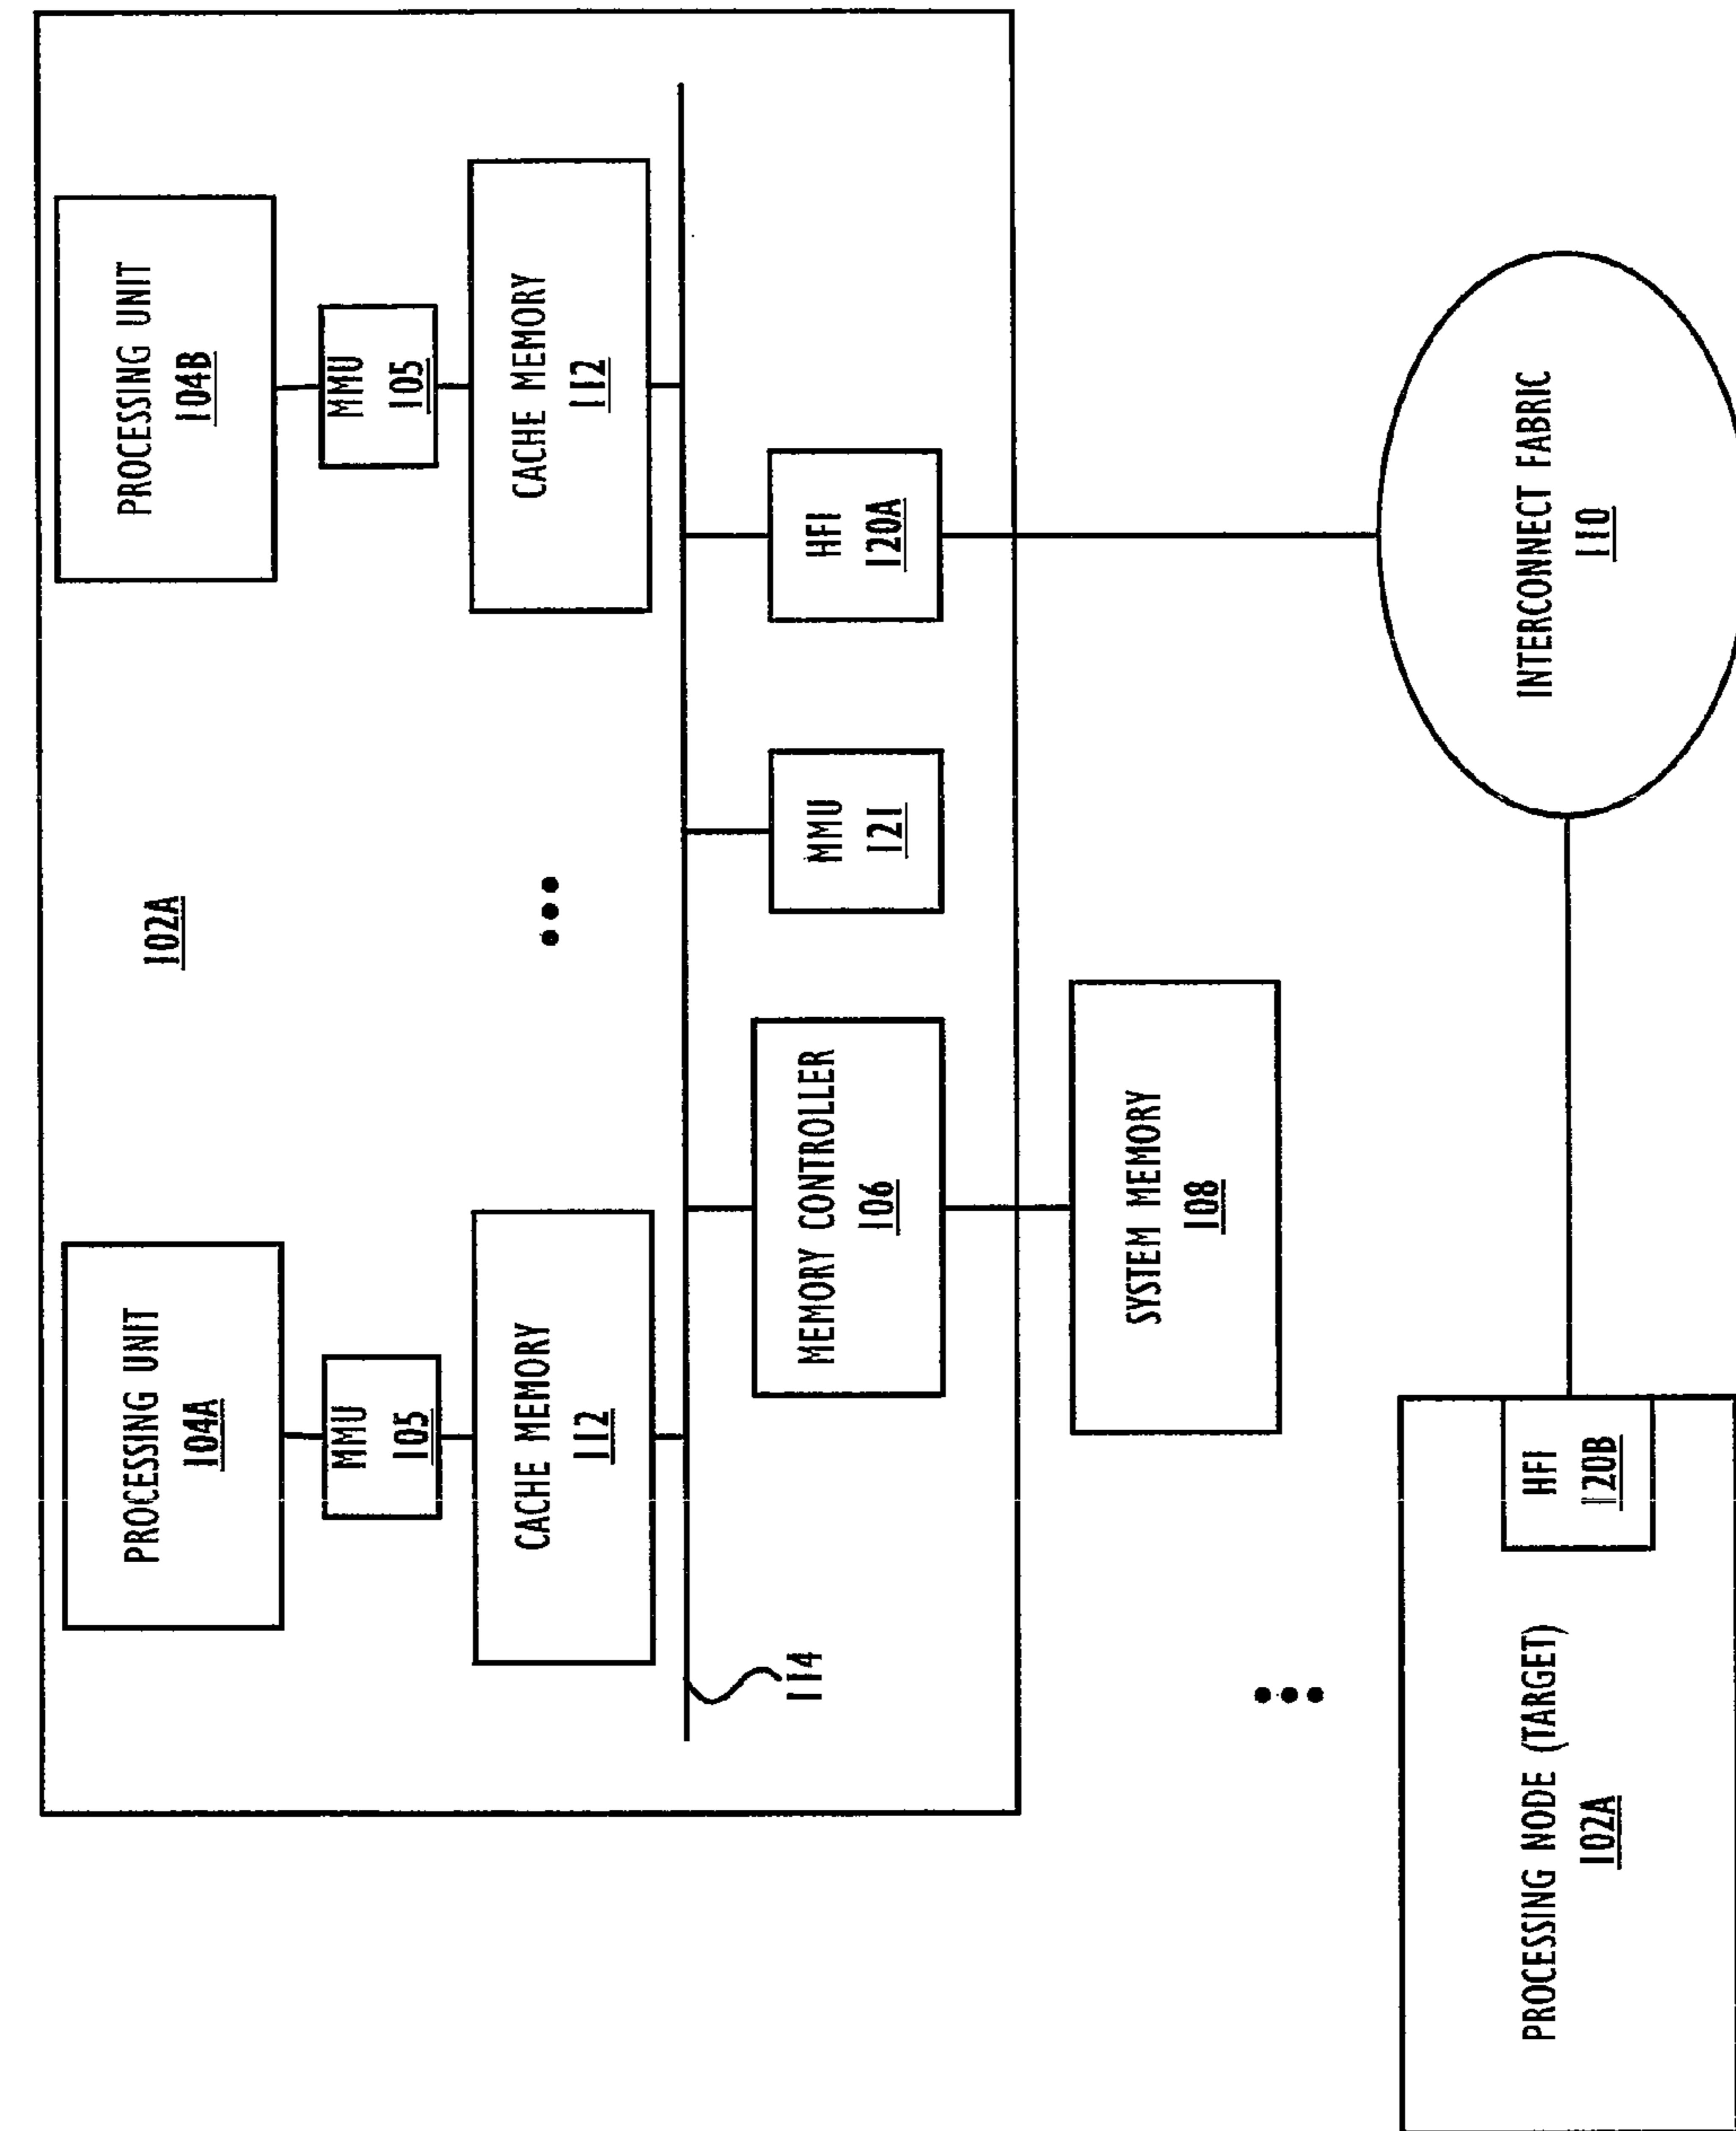 PROCESSING UNIT
104A
MMU
105
CACHE MEMORY
112
102A
PROCESSING UNIT
104B
MMU
105
CACHE MEMORY
112
114
MEMORY CONTROLLER
106
MMU
121
HFI
120A
SYSTEM MEMORY
108
PROCESSING NODE (TARGET)
102A
HFI
120B
INTERCONNECT FABRIC
110